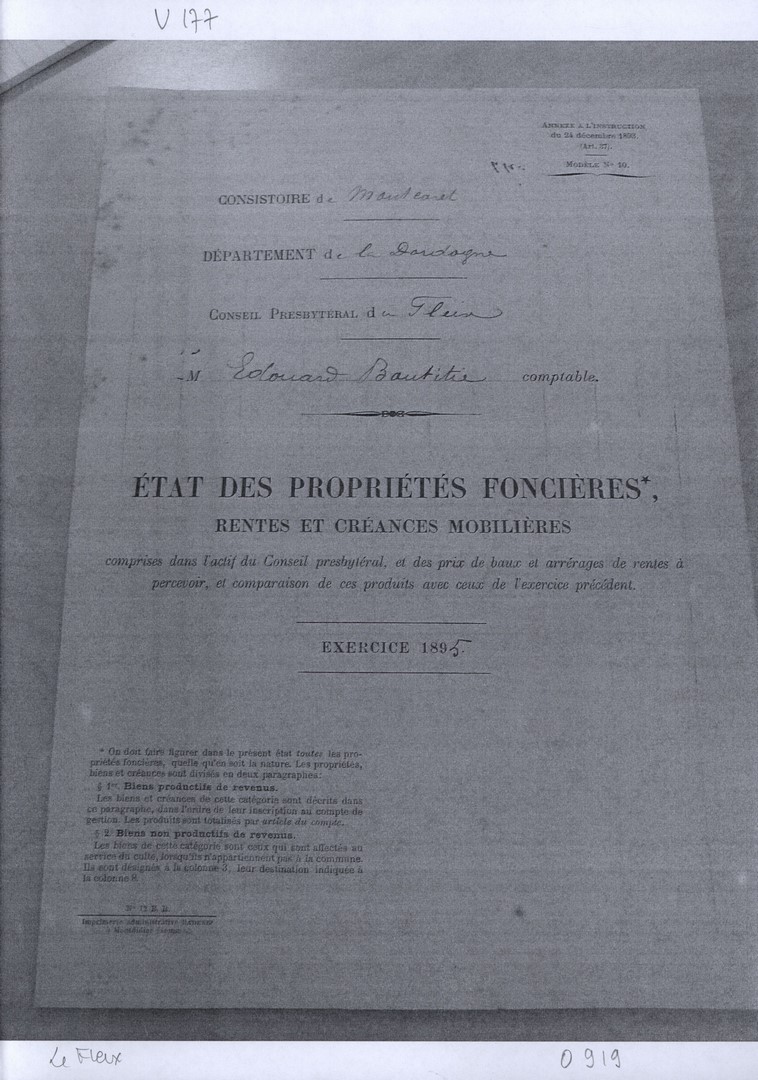 V 177
ANNEXE A L'INSTRUCTION
du 24 décembre 1893.
(Art. 37).
MODÈLE N° 10.
CONSISTOIRE de Montcaret
DÉPARTEMENT de la Dordogne
CONSEIL PRESBYTÉRAL du Fleix
M Edouard comptable.
ÉTAT DES PROPRIÉTÉS FONCIÈRES*,
RENTES ET CRÉANCES MOBILIÈRES
comprises dans l'actif du Conseil presbytéral, et des prix de baux et arrérages de rentes à
percevoir, et comparaison de ces produits avec ceux de l'exercice précédent.
EXERCICE 1895.
* On doit faire figurer dans le présent état toutes les pro-
priétés foncières, quelle qu'en soit la nature. Les propriétés,
biens et créances sont divisés en deux paragraphes:
§ 1er. Biens productifs de revenus.
Les biens et créances de cette catégorie sont décrits dans
ce paragraphe, dans l'ordre de leur inscription au compte de
gestion. Les produits sont totalisés par article du compte.
§ 2. Biens non productifs de revenus.
Les biens de cette catégorie sont ceux qui sont affectés au
service du culte, lorsqu'ils n'appartiennent pas à la commune.
Ils sont désignés à la colonne 3; leur destination indiquée à
la colonne 8.
Imprimerie administrative
Le Fleix
0919